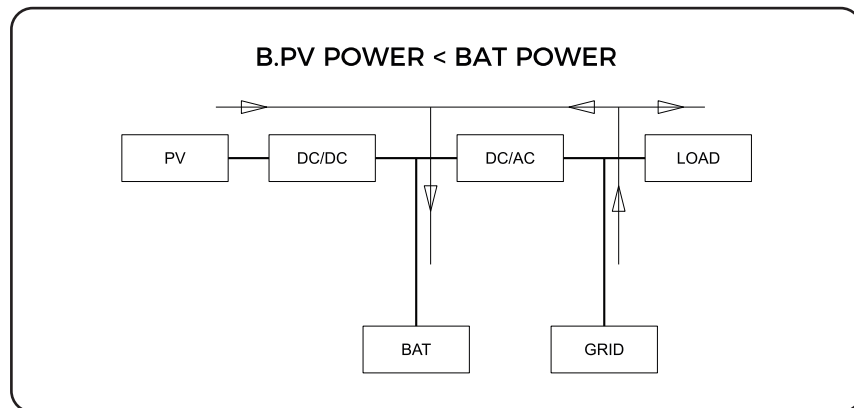 B.PV POWER < BAT POWER
PV DC/DC DC/AC LOAD
BAT GRID